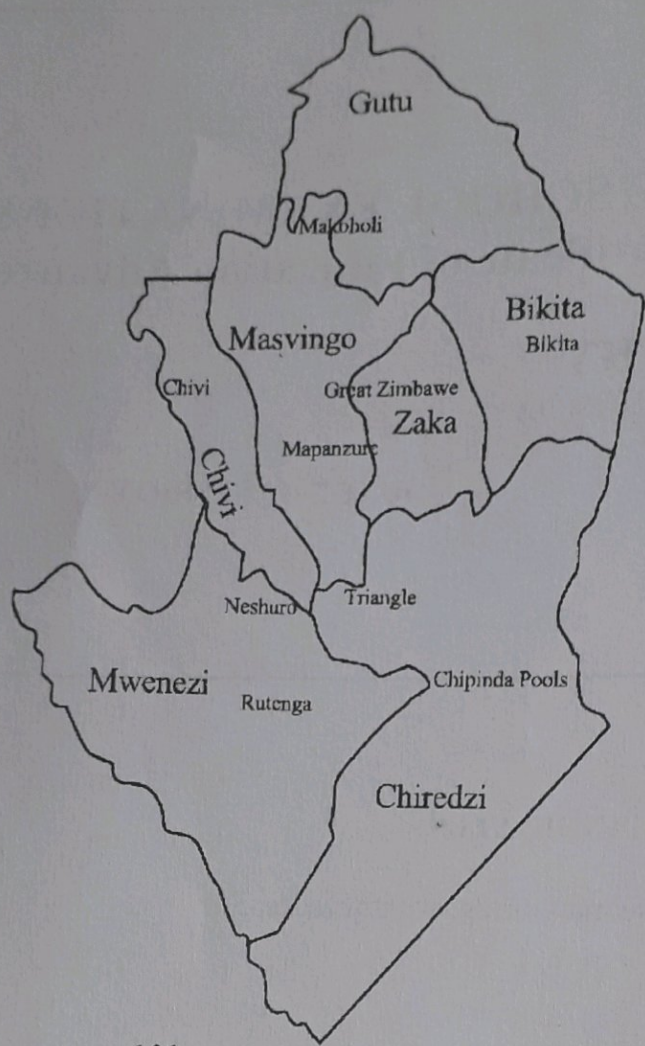 Gutu
Makoholi
Bikita
Masvingo
Bikita
Chivi
Great Zimbawe
Zaka
Mapanzure
Chivi
Triangle
Neshuro
Mwenezi
Chipinda Pools
Rutenga
Chiredzi